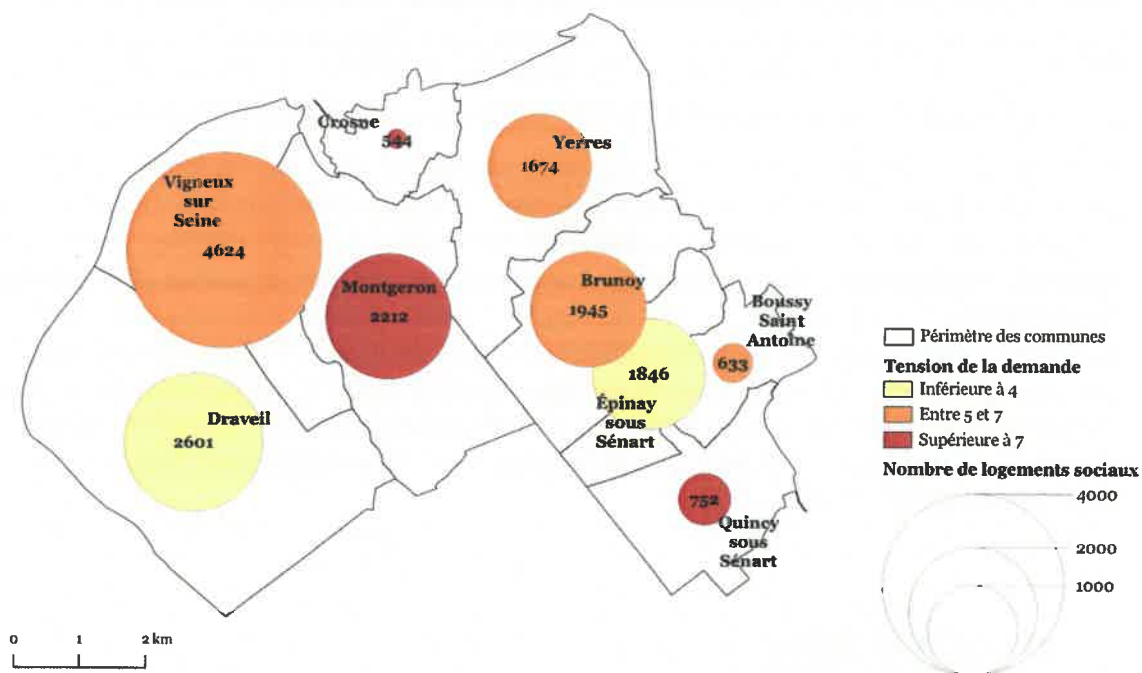 Crosne
544
Yerres
1674
Vigneux
sur
Seine
4624
Montgeron
2212
Brunoy
1945
Boussy
Saint
Antoine
633
1846
Épinay
sous
Sénart
Draveil
2601
752
Quincy
sous
Sénart
Périmètre des communes
Tension de la demande
Inférieure à 4
Entre 5 et 7
Supérieure à 7
Nombre de logements sociaux
4000
2000
1000
0 1 2 km